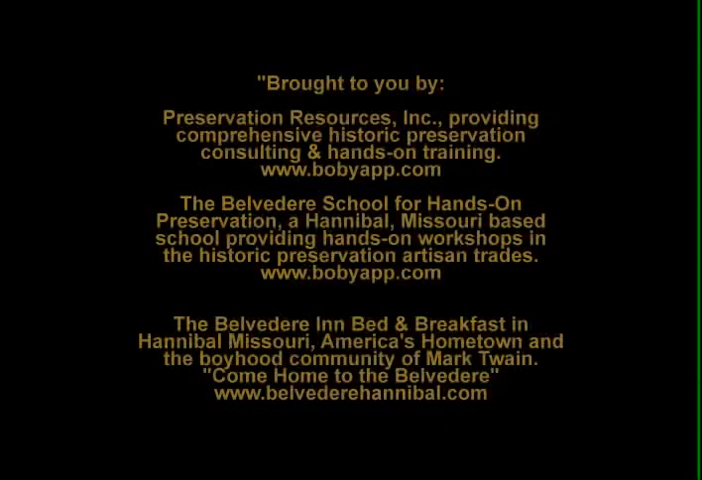 "Brought to you by:
Preservation Resources, Inc., providing
comprehensive historic preservation
consulting & hands-on training.
www.bobyapp.com
The Belvedere School for Hands-On
Preservation, a Hannibal, Missouri based
school providing hands-on workshops in
the historic preservation artisan trades.
www.bobyapp.com
The Belvedere Inn Bed & Breakfast in
Hannibal Missouri, America's Hometown and
the boyhood community of Mark Twain.
"Come Home to the Belvedere"
www.belvederehannibal.com